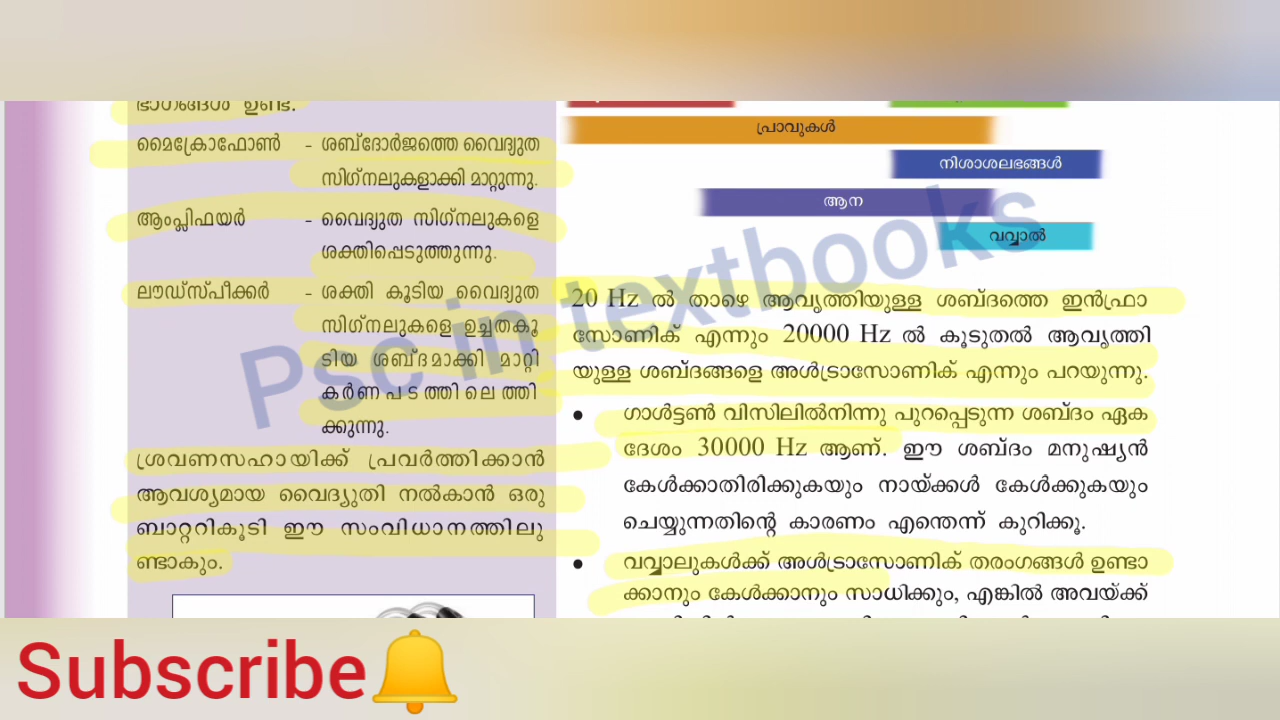 ഭാഗങ്ങൾ ഉണ്ട്.
മൈക്രോഫോൺ - ശബ്ദോർജത്തെ വൈദ്യുത
സിഗ്നലുകളാക്കി മാറ്റുന്നു.
ആംപ്ലിഫയർ - വൈദ്യുത സിഗ്നലുകളെ
ശക്തിപ്പെടുത്തുന്നു.
ലൗഡ്സ്പീക്കർ - ശക്തി കൂടിയ വൈദ്യുത
സിഗ്നലുകളെ ഉച്ചതകൂ
ടിയ ശബ്ദമാക്കി മാറ്റി
കർണപടത്തിലെത്തി
ക്കുന്നു.
ശ്രവണസഹായിക്ക് പ്രവർത്തിക്കാൻ
ആവശ്യമായ വൈദ്യുതി നൽകാൻ ഒരു
ബാറ്ററികൂടി ഈ സംവിധാനത്തിലു
ണ്ടാകും.
പ്രാവുകൾ
നിശാശലഭങ്ങൾ
ആന
വവ്വാൽ
20 Hz ൽ താഴെ ആവൃത്തിയുള്ള ശബ്ദത്തെ ഇൻഫ്രാ
സോണിക് എന്നും 20000 Hz ൽ കൂടുതൽ ആവൃത്തി
യുള്ള ശബ്ദങ്ങളെ അൾട്രാസോണിക് എന്നും പറയുന്നു.
• ഗാൾട്ടൺ വിസിലിൽനിന്നു പുറപ്പെടുന്ന ശബ്ദം ഏക
ദേശം 30000 Hz ആണ്. ഈ ശബ്ദം മനുഷ്യൻ
കേൾക്കാതിരിക്കുകയും നായ്ക്കൾ കേൾക്കുകയും
ചെയ്യുന്നതിന്റെ കാരണം എന്തെന്ന് കുറിക്കൂ.
• വവ്വാലുകൾക്ക് അൾട്രാസോണിക് തരംഗങ്ങൾ ഉണ്ടാ
ക്കാനും കേൾക്കാനും സാധിക്കും, എങ്കിൽ അവയ്ക്ക്
Psc in textbooks
Subscribe